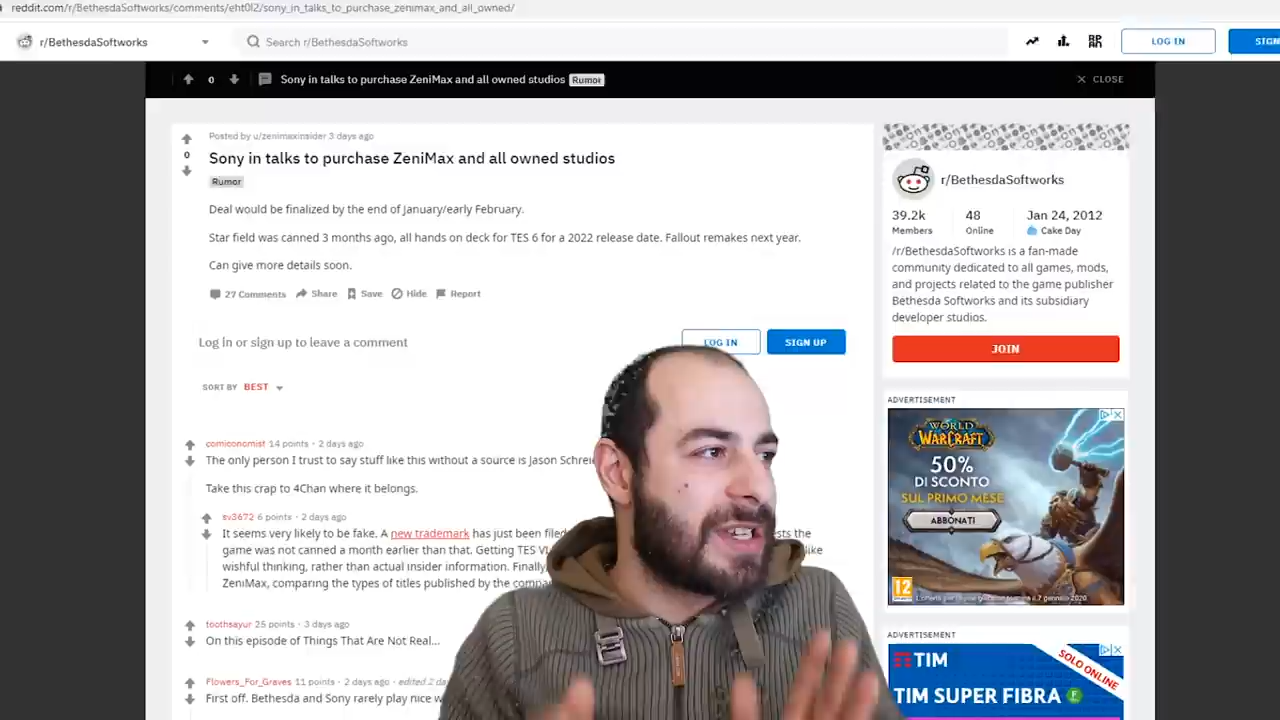 reddit.com/r/BethesdaSoftworks/comments/eht0l2/sony_in_talks_to_purchase_zenimax_and_all_owned/
r/BethesdaSoftworks
Search r/BethesdaSoftworks
LOG IN
SIGN
0
Sony in talks to purchase ZeniMax and all owned studios Rumor
CLOSE
Posted by u/zenimaxinsider 3 days ago
0
Sony in talks to purchase ZeniMax and all owned studios
Rumor
Deal would be finalized by the end of January/early February.
Star field was canned 3 months ago, all hands on deck for TES 6 for a 2022 release date. Fallout remakes next year.
Can give more details soon.
27 Comments Share Save Hide Report
Log in or sign up to leave a comment
LOG IN
SIGN UP
SORT BY BEST
comiconomist 14 points · 2 days ago
The only person I trust to say stuff like this without a source is Jason Schrei
Take this crap to 4Chan where it belongs.
sv3672 6 points · 2 days ago
It seems very likely to be fake. A new trademark has just been filed ests the
game was not canned a month earlier than that. Getting TES VI like
wishful thinking, rather than actual insider information. Finally,
ZeniMax, comparing the types of titles published by the compa
toothsayur 25 points · 3 days ago
On this episode of Things That Are Not Real...
Flowers_For_Graves 11 points · 2 days ago · edited 2 da
First off. Bethesda and Sony rarely play nice w
r/BethesdaSoftworks
39.2k
Members
48
Online
Jan 24, 2012
Cake Day
/r/BethesdaSoftworks is a fan-made
community dedicated to all games, mods,
and projects related to the game publisher
Bethesda Softworks and its subsidiary
developer studios.
JOIN
ADVERTISEMENT
WORLD
OF
WARCRAFT
50%
DI SCONTO
SUL PRIMO MESE
ABBONATI
12
L'offerta per il
gennaio 2020
ADVERTISEMENT
TIM
SOLO ONLINE
TIM SUPER FIBRA F